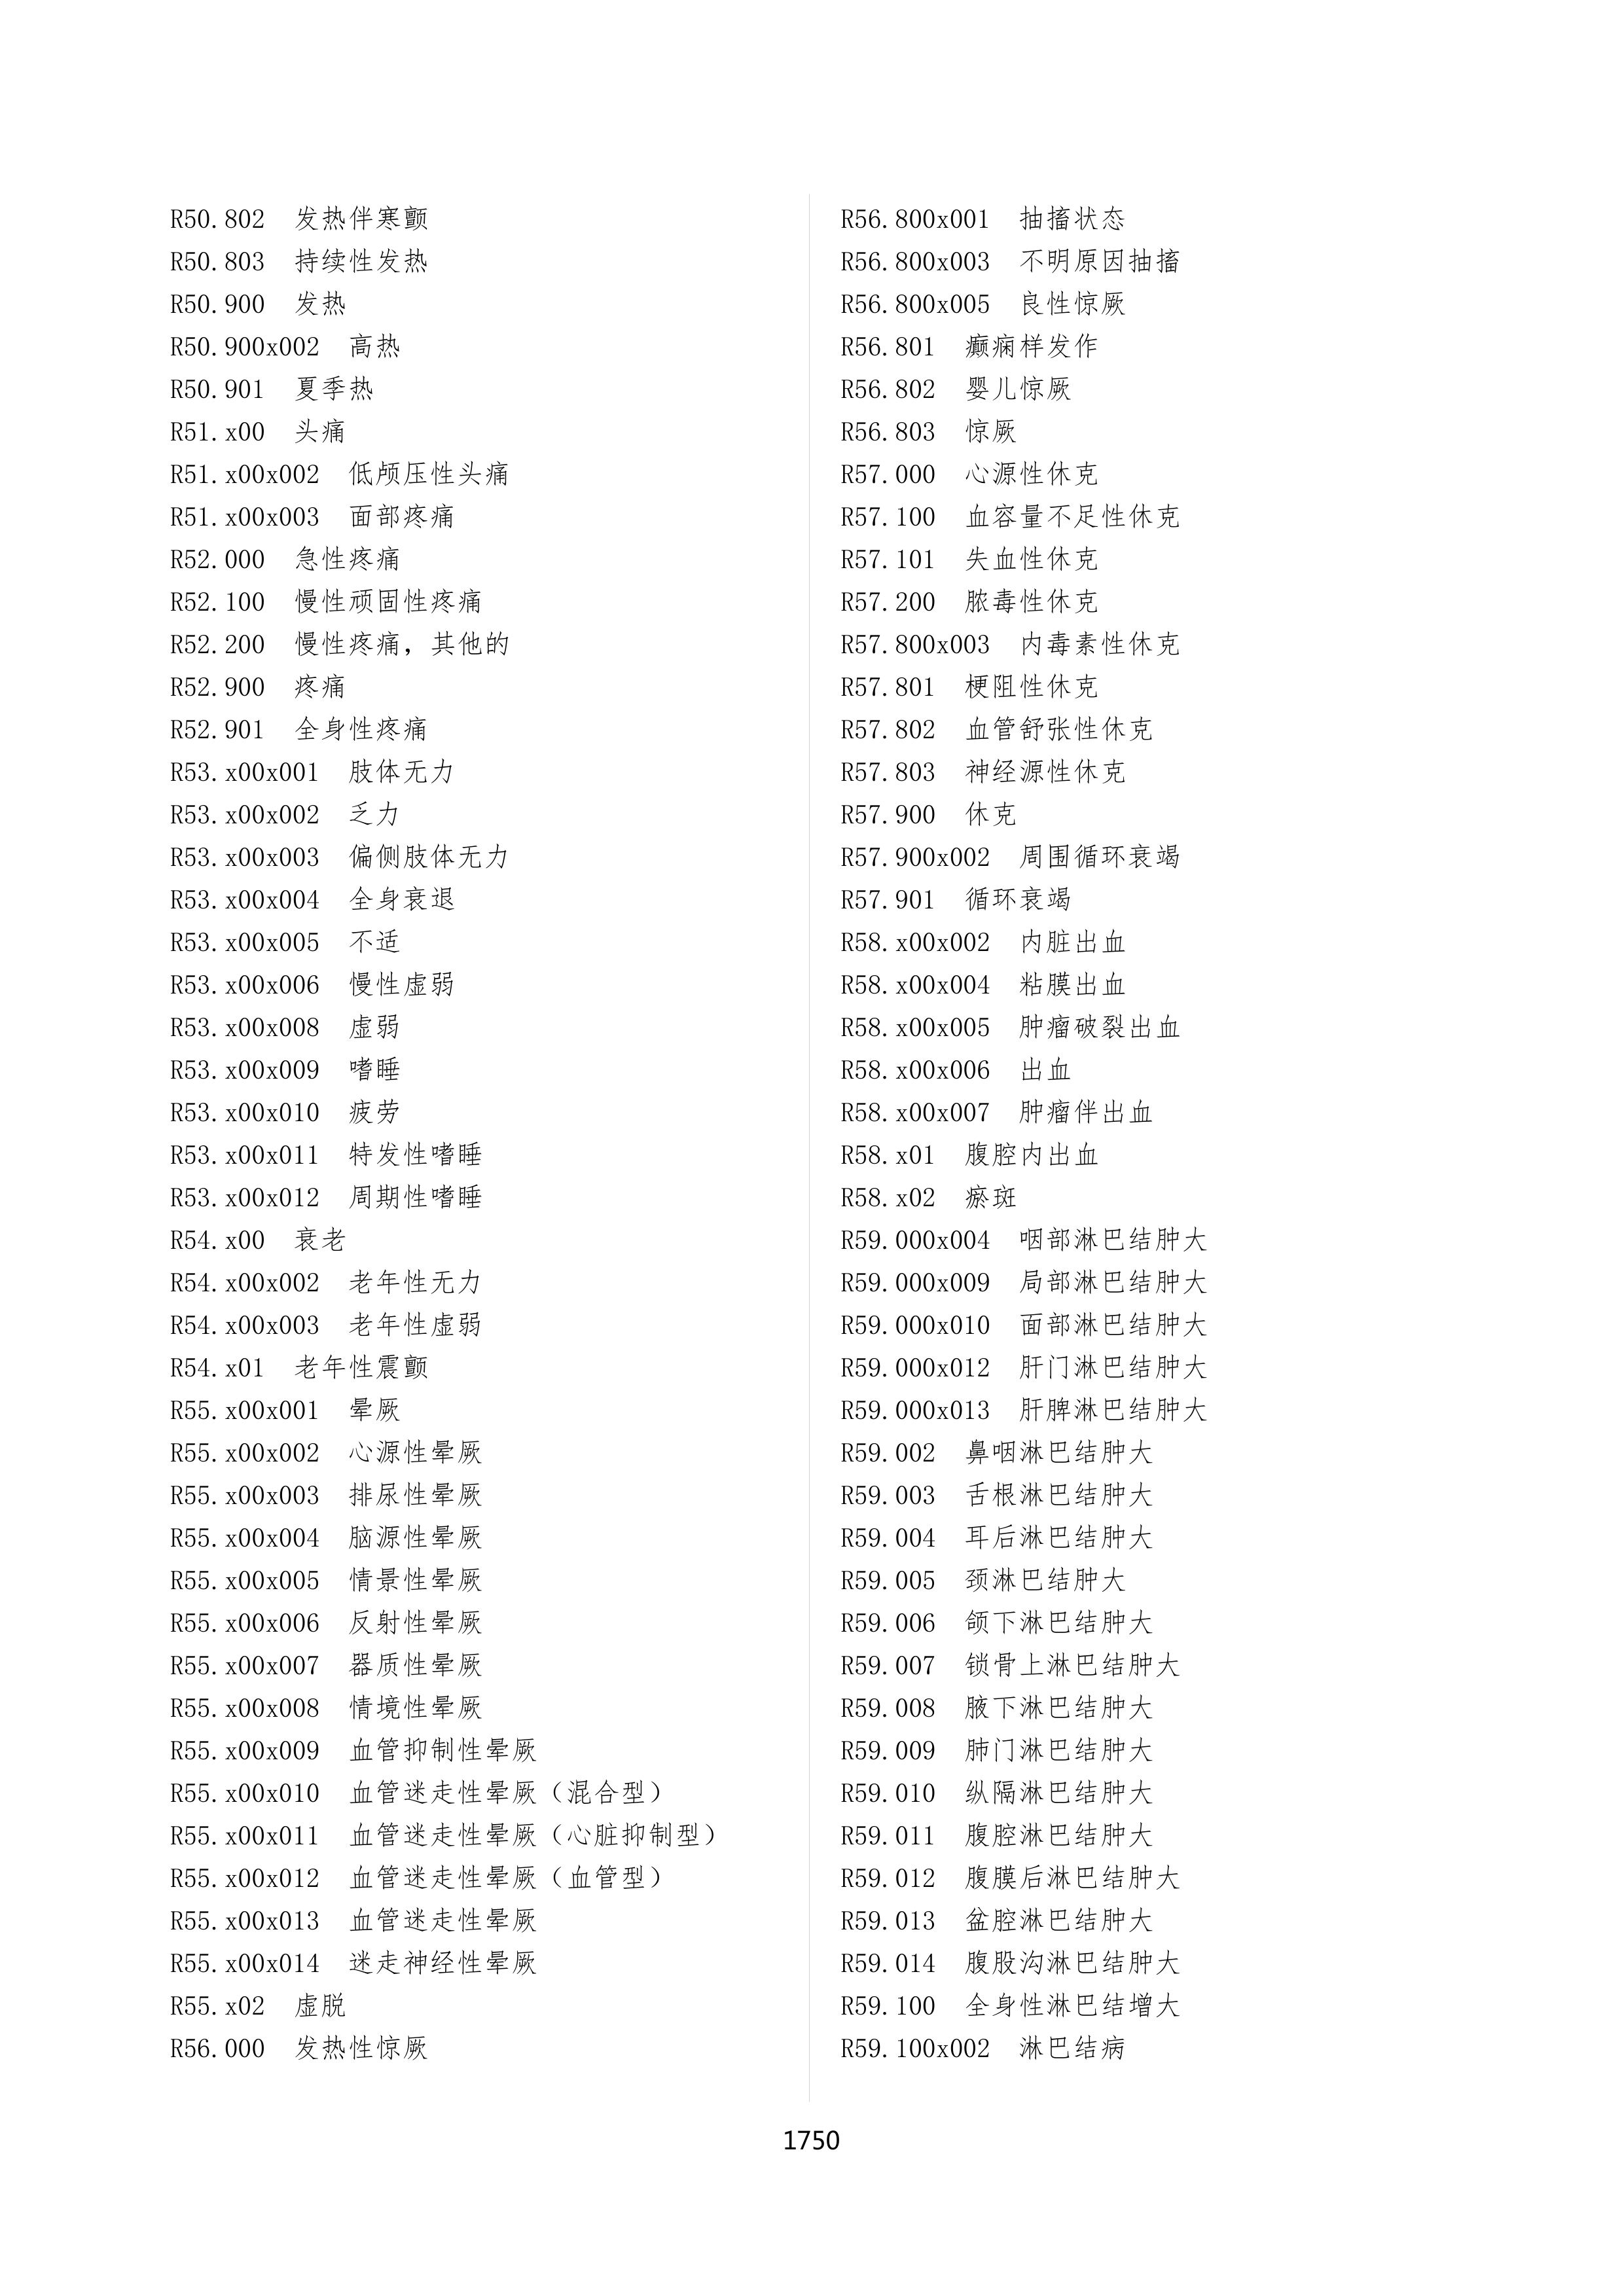 R50.802 发热伴寒颤
R50.803 持续性发热
R50.900 发热
R50.900x002 高热
R50.901 夏季热
R51.x00 头痛
R51.x00x002 低颅压性头痛
R51.x00x003 面部疼痛
R52.000 急性疼痛
R52.100 慢性顽固性疼痛
R52.200 慢性疼痛，其他的
R52.900 疼痛
R52.901 全身性疼痛
R53.x00x001 肢体无力
R53.x00x002 乏力
R53.x00x003 偏侧肢体无力
R53.x00x004 全身衰退
R53.x00x005 不适
R53.x00x006 慢性虚弱
R53.x00x008 虚弱
R53.x00x009 嗜睡
R53.x00x010 疲劳
R53.x00x011 特发性嗜睡
R53.x00x012 周期性嗜睡
R54.x00 衰老
R54.x00x002 老年性无力
R54.x00x003 老年性虚弱
R54.x01 老年性震颤
R55.x00x001 晕厥
R55.x00x002 心源性晕厥
R55.x00x003 排尿性晕厥
R55.x00x004 脑源性晕厥
R55.x00x005 情景性晕厥
R55.x00x006 反射性晕厥
R55.x00x007 器质性晕厥
R55.x00x008 情境性晕厥
R55.x00x009 血管抑制性晕厥
R55.x00x010 血管迷走性晕厥（混合型）
R55.x00x011 血管迷走性晕厥（心脏抑制型）
R55.x00x012 血管迷走性晕厥（血管型）
R55.x00x013 血管迷走性晕厥
R55.x00x014 迷走神经性晕厥
R55.x02 虚脱
R56.000 发热性惊厥
R56.800x001 抽搐状态
R56.800x003 不明原因抽搐
R56.800x005 良性惊厥
R56.801 癫痫样发作
R56.802 婴儿惊厥
R56.803 惊厥
R57.000 心源性休克
R57.100 血容量不足性休克
R57.101 失血性休克
R57.200 脓毒性休克
R57.800x003 内毒素性休克
R57.801 梗阻性休克
R57.802 血管舒张性休克
R57.803 神经源性休克
R57.900 休克
R57.900x002 周围循环衰竭
R57.901 循环衰竭
R58.x00x002 内脏出血
R58.x00x004 粘膜出血
R58.x00x005 肿瘤破裂出血
R58.x00x006 出血
R58.x00x007 肿瘤伴出血
R58.x01 腹腔内出血
R58.x02 瘀斑
R59.000x004 咽部淋巴结肿大
R59.000x009 局部淋巴结肿大
R59.000x010 面部淋巴结肿大
R59.000x012 肝门淋巴结肿大
R59.000x013 肝脾淋巴结肿大
R59.002 鼻咽淋巴结肿大
R59.003 舌根淋巴结肿大
R59.004 耳后淋巴结肿大
R59.005 颈淋巴结肿大
R59.006 颌下淋巴结肿大
R59.007 锁骨上淋巴结肿大
R59.008 腋下淋巴结肿大
R59.009 肺门淋巴结肿大
R59.010 纵隔淋巴结肿大
R59.011 腹腔淋巴结肿大
R59.012 腹膜后淋巴结肿大
R59.013 盆腔淋巴结肿大
R59.014 腹股沟淋巴结肿大
R59.100 全身性淋巴结增大
R59.100x002 淋巴结病
1750